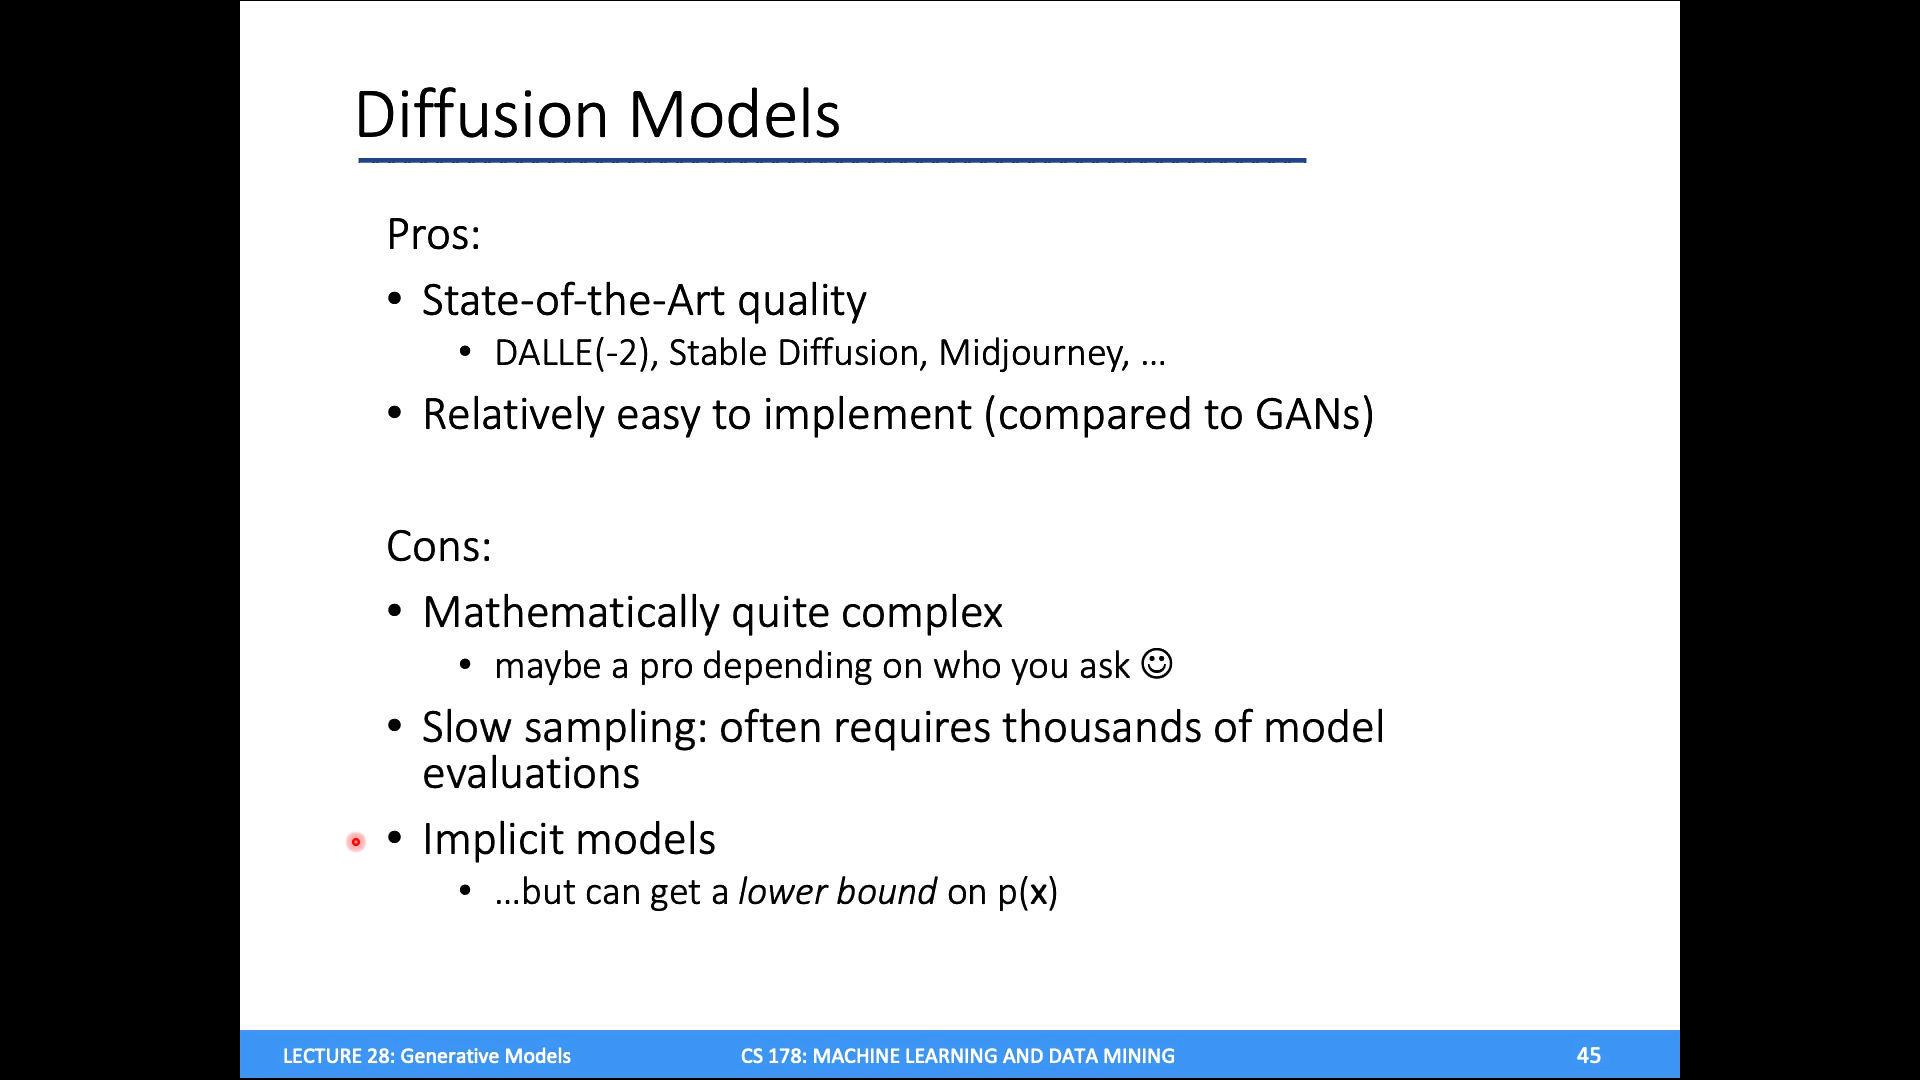 Diffusion Models
Pros:
• State-of-the-Art quality
• DALLE(-2), Stable Diffusion, Midjourney, …
• Relatively easy to implement (compared to GANs)
Cons:
• Mathematically quite complex
• maybe a pro depending on who you ask ☺
• Slow sampling: often requires thousands of model
evaluations
• Implicit models
• …but can get a lower bound on p(x)
LECTURE 28: Generative Models CS 178: MACHINE LEARNING AND DATA MINING 45